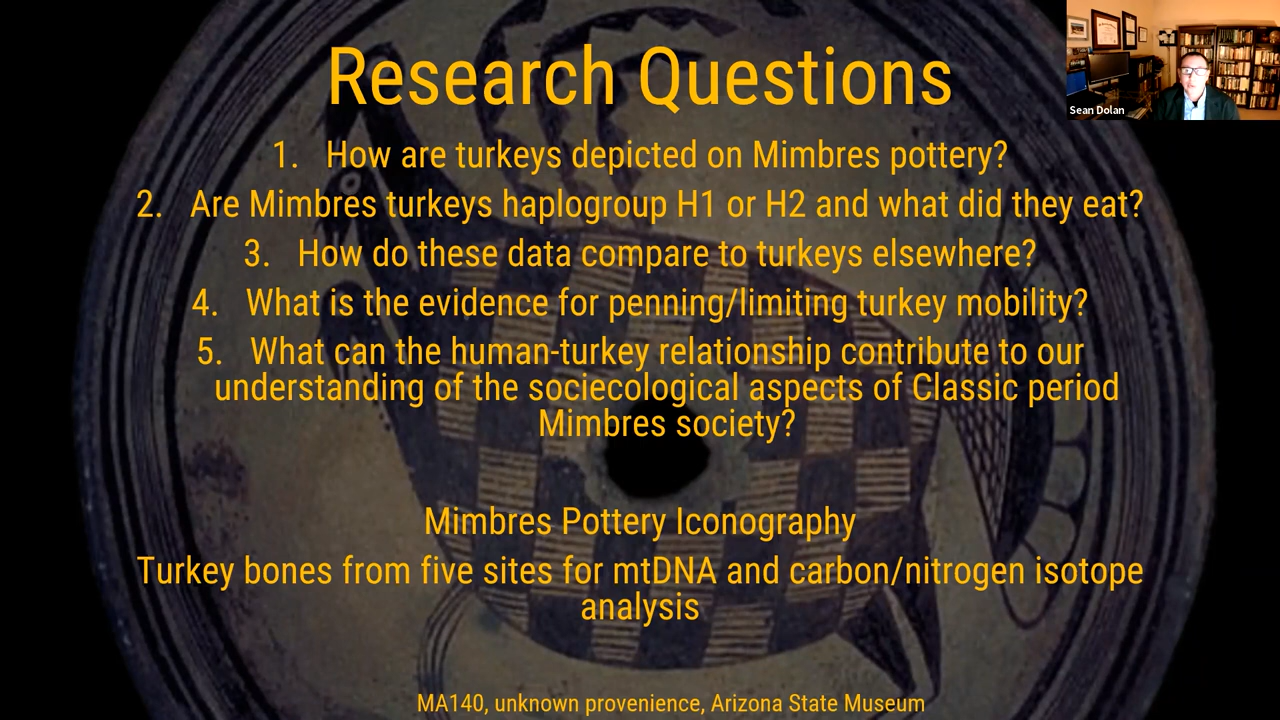 Research Questions
Sean Dolan
1. How are turkeys depicted on Mimbres pottery?
2. Are Mimbres turkeys haplogroup H1 or H2 and what did they eat?
3. How do these data compare to turkeys elsewhere?
4. What is the evidence for penning/limiting turkey mobility?
5. What can the human-turkey relationship contribute to our
understanding of the sociecological aspects of Classic period
Mimbres society?
Mimbres Pottery Iconography
Turkey bones from five sites for mtDNA and carbon/nitrogen isotope
analysis
MA140, unknown provenience, Arizona State Museum